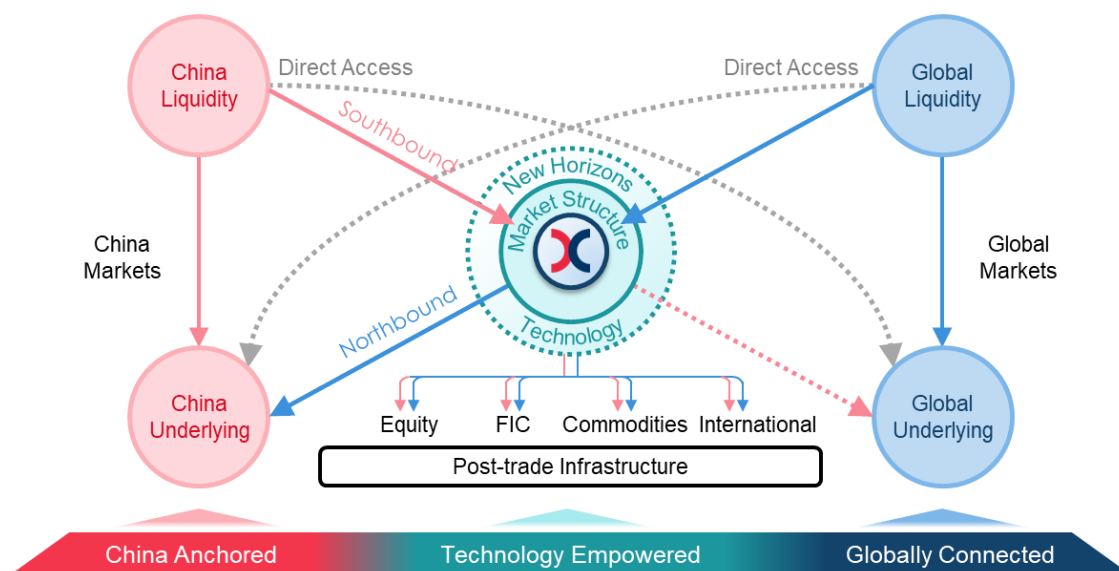 China
Liquidity
Direct Access
Direct Access
Global
Liquidity
Southbound
New Horizons
Market Structure
China
Markets
Global
Markets
Northbound
Technology
China
Underlying
Global
Underlying
Equity
FIC
Commodities
International
Post-trade Infrastructure
China Anchored
Technology Empowered
Globally Connected